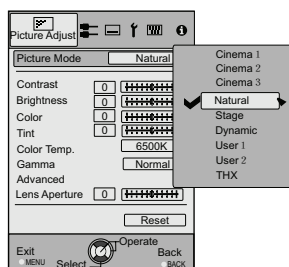 Picture Adjust
Picture Mode Natural
Contrast 0
Brightness 0
Color 0
Tint 0
Color Temp. 6500K
Gamma Normal
Advanced
Lens Aperture 0
Reset
Exit
MENU
Select
Operate
Back
BACK
Cinema 1
Cinema 2
Cinema 3
Natural
Stage
Dynamic
User 1
User 2
THX